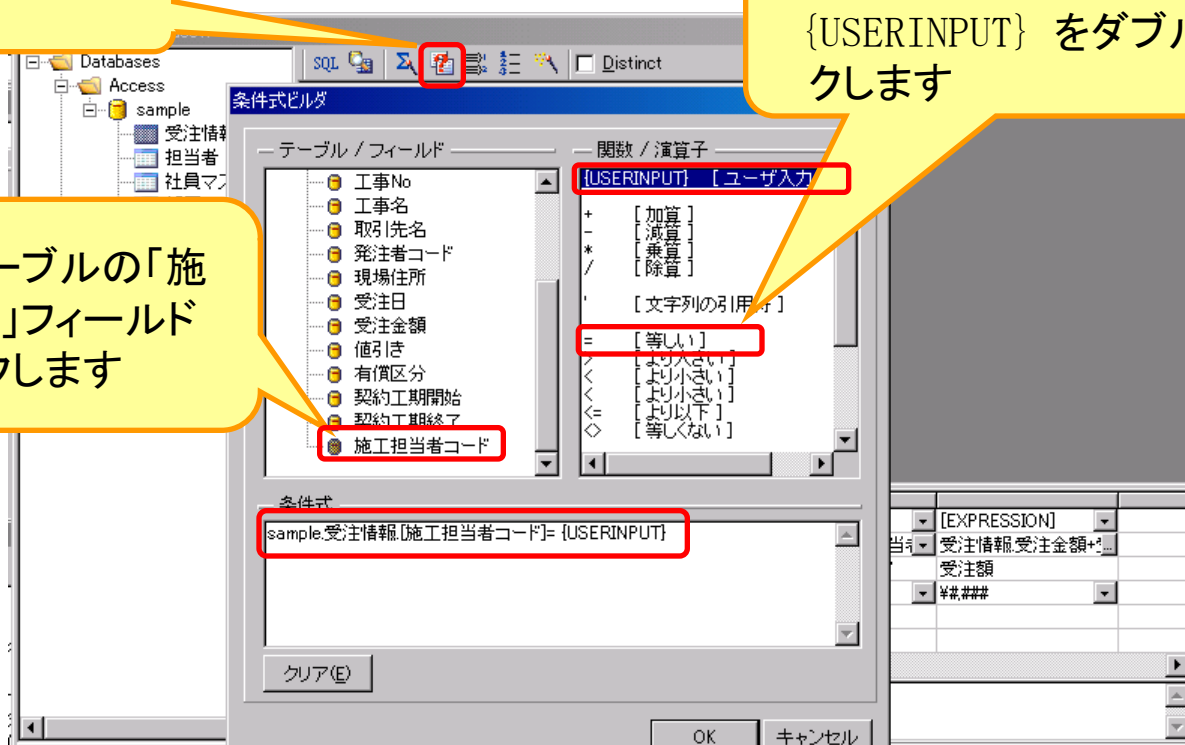 {USERINPUT} をダブル
クします
Databases
Access
sample
受注情報
担当者
社員マス
SQL
Distinct
ーブルの「施
」フィールド
クします
条件式ビルダ
テーブル / フィールド
工事No
工事名
取引先名
発注者コード
現場住所
受注日
受注金額
値引き
有償区分
契約工期開始
契約工期終了
施工担当者コード
関数 / 演算子
{USERINPUT} [ ユーザ入力
+ [ 加算 ]
- [ 減算 ]
* [ 乗算 ]
/ [ 除算 ]
' [ 文字列の引用符 ]
= [ 等しい ]
> [ より大さい ]
< [ より小さい ]
< [ より小さい ]
<= [ より以下 ]
<> [ 等しくない ]
条件式
sample.受注情報.[施工担当者コード]= {USERINPUT}
クリア(E)
OK キャンセル
[EXPRESSION]
受注情報.受注金額+
受注額
¥#,###